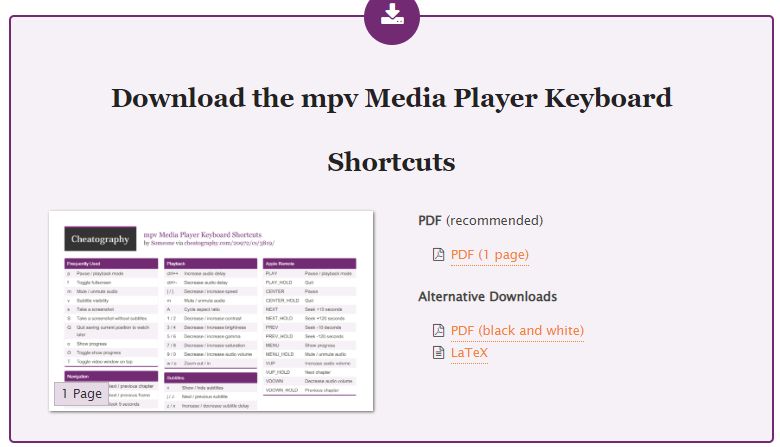 Download the mpv Media Player Keyboard
Shortcuts
Cheatography
mpv Media Player Keyboard Shortcuts
by Someone via cheatography.com/20972/cs/3819/
Frequently Used
p Pause / playback mode
f Toggle fullscreen
m Mute / unmute audio
v Subtitle visibility
s Take a screenshot
S Take a screenshot without subtitles
Q Quit saving current position to watch
later
o Show progress
O Toggle show progress
T Toggle video window on top
Navigation
next / previous chapter
next / previous frame
5 seconds
1 Page
Playback
ctrl++ Increase audio delay
ctrl+- Decrease audio delay
[ / ] Decrease / increase speed
m Mute / unmute audio
A Cycle aspect ratio
1 / 2 Decrease / increase contrast
3 / 4 Decrease / increase brightness
5 / 6 Decrease / increase gamma
7 / 8 Decrease / increase saturation
9 / 0 Decrease / increase audio volume
Zoom out / in
Subtitles
v Show / hide subtitles
j / J Next / previous subtitle
z / x Increase / decrease subtitle delay
Apple Remote
PLAY Pause / playback mode
PLAY_HOLD Quit
CENTER Pause
CENTER_HOLD Quit
NEXT Seek +10 seconds
NEXT_HOLD Seek +120 seconds
PREV Seek -10 seconds
PREV_HOLD Seek -120 seconds
MENU Show progress
MENU_HOLD Mute / unmute audio
VUP Increase audio volume
VUP_HOLD Next chapter
VDOWN Decrease audio volume
VDOWN_HOLD Previous chapter
PDF (recommended)
PDF (1 page)
Alternative Downloads
PDF (black and white)
LaTeX